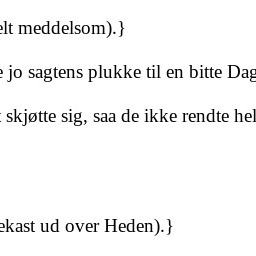 elt meddelsom).}
e jo sagtens plukke til en bitte Dag
skjøtte sig, saa de ikke rendte hel
ekast ud over Heden).}